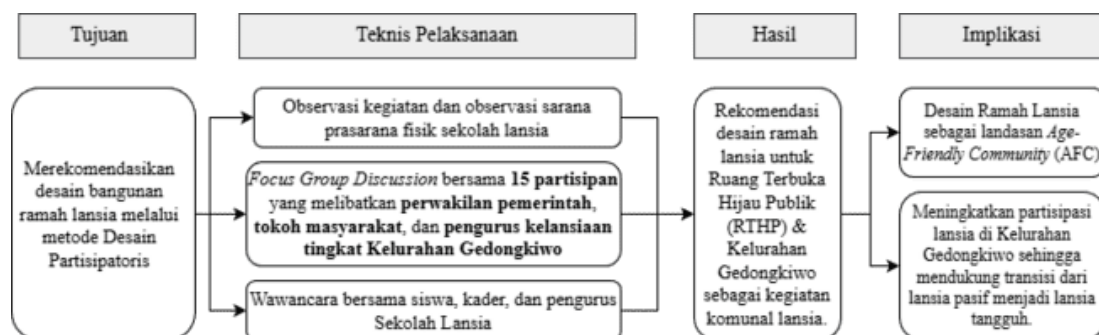 Tujuan
Teknis Pelaksanaan
Hasil
Implikasi
Merekomendasikan
desain bangunan
ramah lansia melalui
metode Desain
Partisipatoris
Observasi kegiatan dan observasi sarana
prasarana fisik sekolah lansia
Focus Group Discussion bersama 15 partisipan
yang melibatkan perwakilan pemerintah,
tokoh masyarakat, dan pengurus kelansiaan
tingkat Kelurahan Gedongkiwo
Wawancara bersama siswa, kader, dan pengurus
Sekolah Lansia
Rekomendasi
desain ramah
lansia untuk
Ruang Terbuka
Hijau Publik
(RTHP) &
Kelurahan
Gedongkiwo
sebagai kegiatan
komunal lansia.
Desain Ramah Lansia
sebagai landasan Age-
Friendly Community (AFC)
Meningkatkan partisipasi
lansia di Kelurahan
Gedongkiwo sehingga
mendukung transisi dari
lansia pasif menjadi lansia
tangguh.